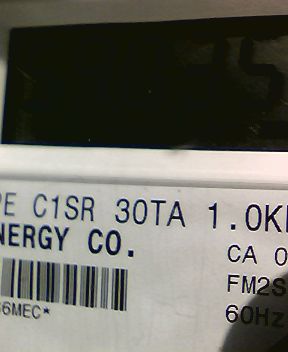 PE C1SR 30TA 1.0K
NERGY CO.
CA 0
FM2S
6MEC*
60Hz